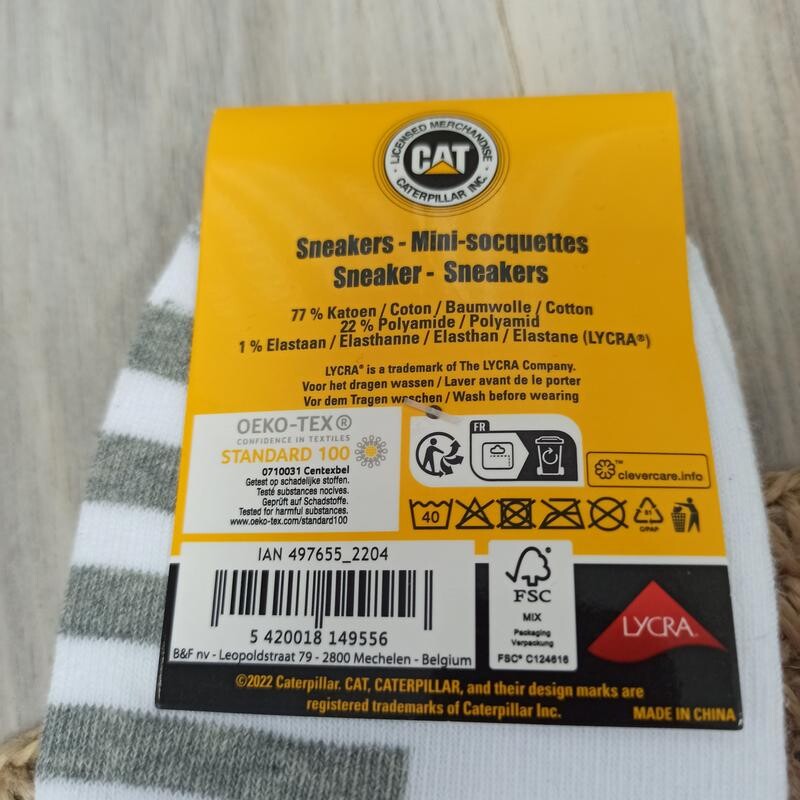 LICENSED MERCHANDISE
CAT
CATERPILLAR INC.
Sneakers - Mini-socquettes
Sneaker - Sneakers
77 % Katoen / Coton / Baumwolle / Cotton
22 % Polyamide / Polyamid
1 % Elastaan / Elasthanne / Elasthan / Elastane (LYCRA®)
LYCRA® is a trademark of The LYCRA Company.
Voor het dragen wassen / Laver avant de le porter
Vor dem Tragen waschen / Wash before wearing
OEKO-TEX®
CONFIDENCE IN TEXTILES
STANDARD 100
0710031 Centexbel
Getest op schadelijke stoffen.
Testé substances nocives.
Geprüft auf Schadstoffe.
Tested for harmful substances.
www.oeko-tex.com/standard100
FR
™
clevercare.info
40
81
C/PAP
IAN 497655_2204
5 420018 149556
B&F nv - Leopoldstraat 79 - 2800 Mechelen - Belgium
FSC
MIX
Packaging
Verpackung
FSC® C124616
LYCRA®
©2022 Caterpillar. CAT, CATERPILLAR, and their design marks are
registered trademarks of Caterpillar Inc.
MADE IN CHINA